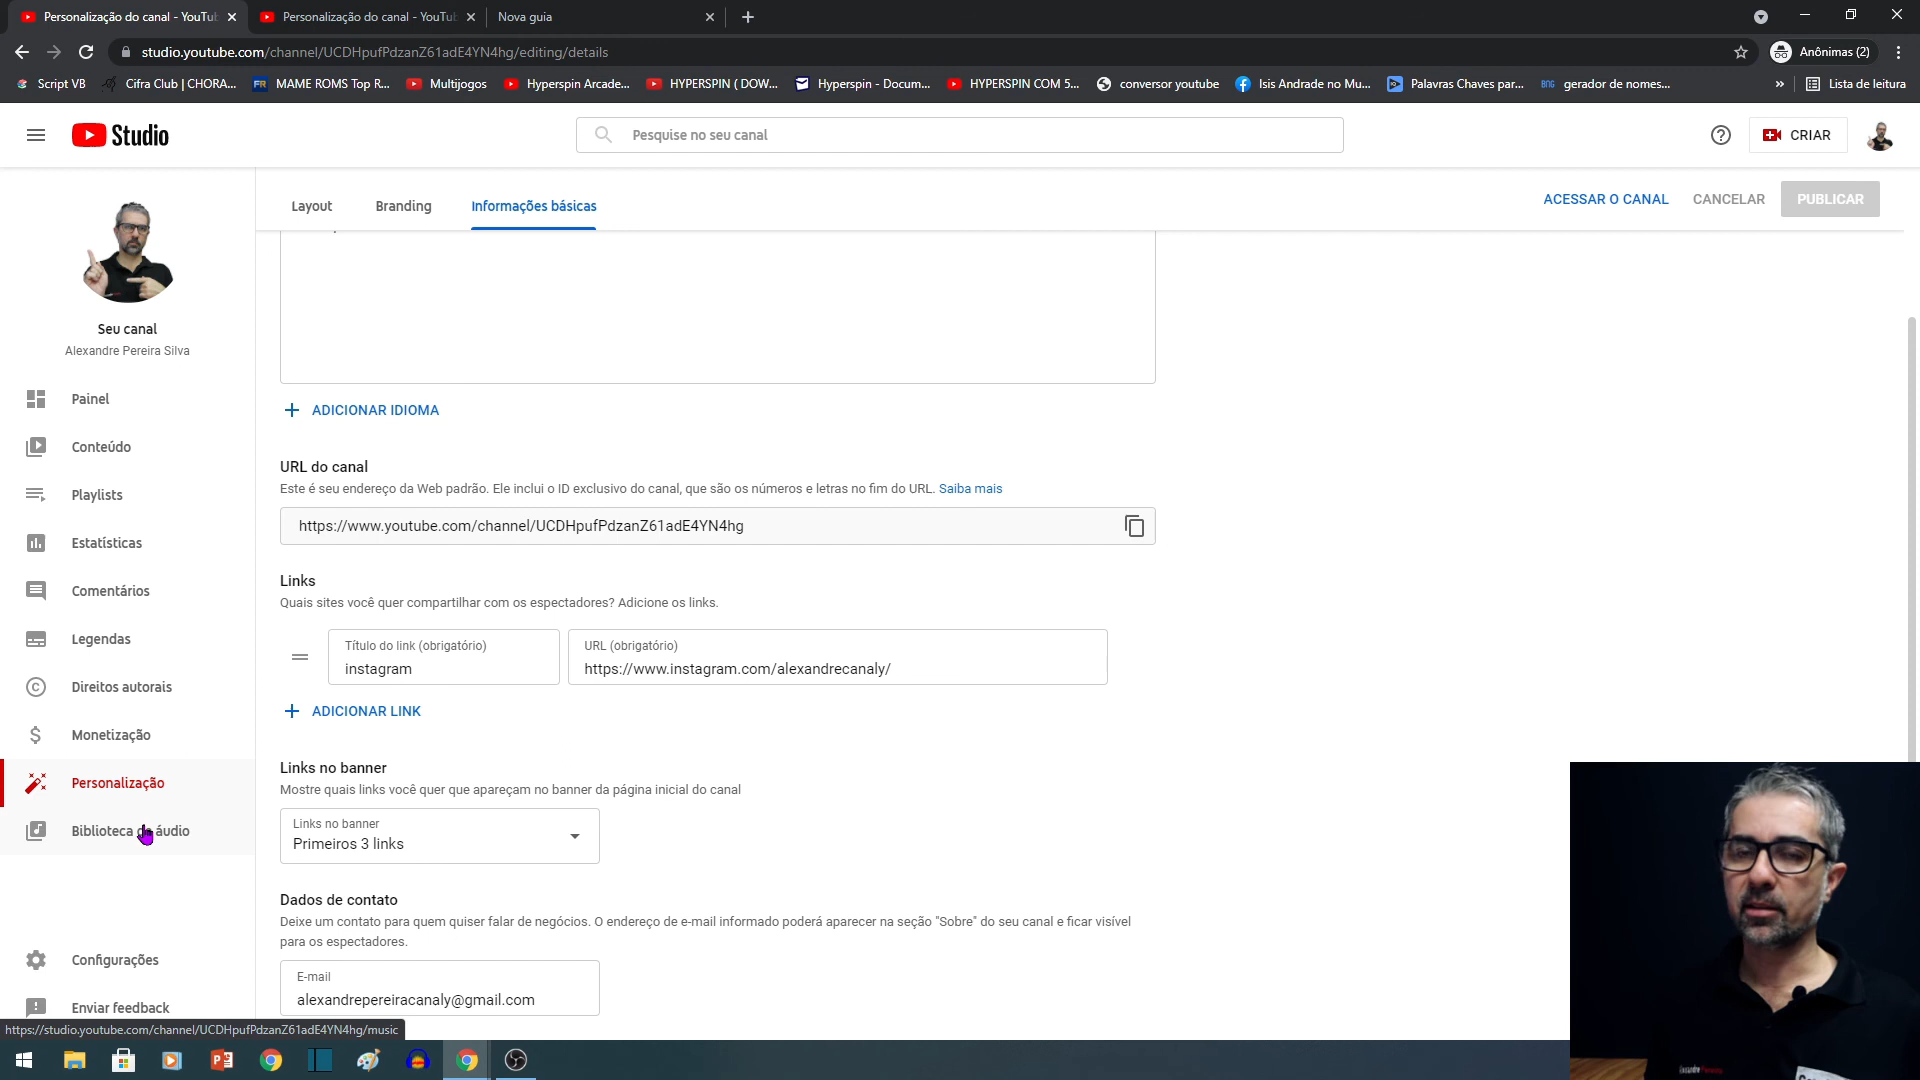 Personalização do canal - YouTub
Personalização do canal - YouTub
Nova guia
studio.youtube.com/channel/UCDHpufPdzanZ61adE4YN4hg/editing/details
Anônimas (2)
Script VB
Cifra Club | CHORA...
MAME ROMS Top R...
Multijogos
Hyperspin Arcade...
HYPERSPIN ( DOW...
Hyperspin - Docum...
HYPERSPIN COM 5...
conversor youtube
Isis Andrade no Mu...
Palavras Chaves par...
gerador de nomes...
»
Lista de leitura
Studio
Pesquise no seu canal
CRIAR
Layout
Branding
Informações básicas
ACESSAR O CANAL
CANCELAR
PUBLICAR
Seu canal
Alexandre Pereira Silva
Painel
Conteúdo
Playlists
Estatísticas
Comentários
Legendas
Direitos autorais
Monetização
Personalização
Biblioteca de áudio
Configurações
Enviar feedback
ADICIONAR IDIOMA
URL do canal
Este é seu endereço da Web padrão. Ele inclui o ID exclusivo do canal, que são os números e letras no fim do URL. Saiba mais
https://www.youtube.com/channel/UCDHpufPdzanZ61adE4YN4hg
Links
Quais sites você quer compartilhar com os espectadores? Adicione os links.
Título do link (obrigatório)
instagram
URL (obrigatório)
https://www.instagram.com/alexandrecanaly/
ADICIONAR LINK
Links no banner
Mostre quais links você quer que apareçam no banner da página inicial do canal
Links no banner
Primeiros 3 links
Dados de contato
Deixe um contato para quem quiser falar de negócios. O endereço de e-mail informado poderá aparecer na seção "Sobre" do seu canal e ficar visível
para os espectadores.
E-mail
alexandrepereiracanaly@gmail.com
https://studio.youtube.com/channel/UCDHpufPdzanZ61adE4YN4hg/music